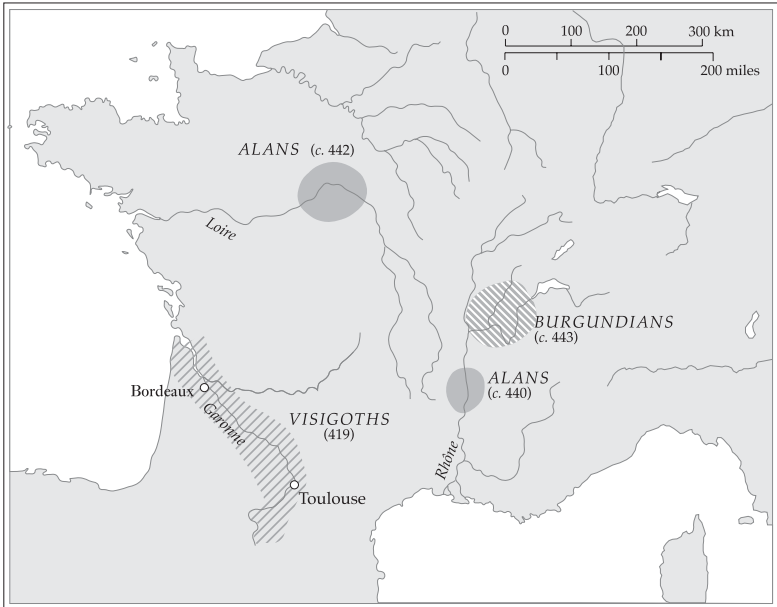 0 100 200 300 km
0 100 200 miles
ALANS (c. 442)
Loire
BURGUNDIANS
(c. 443)
ALANS
(c. 440)
Bordeaux
Garonne
VISIGOTHS
(419)
Rhône
Toulouse